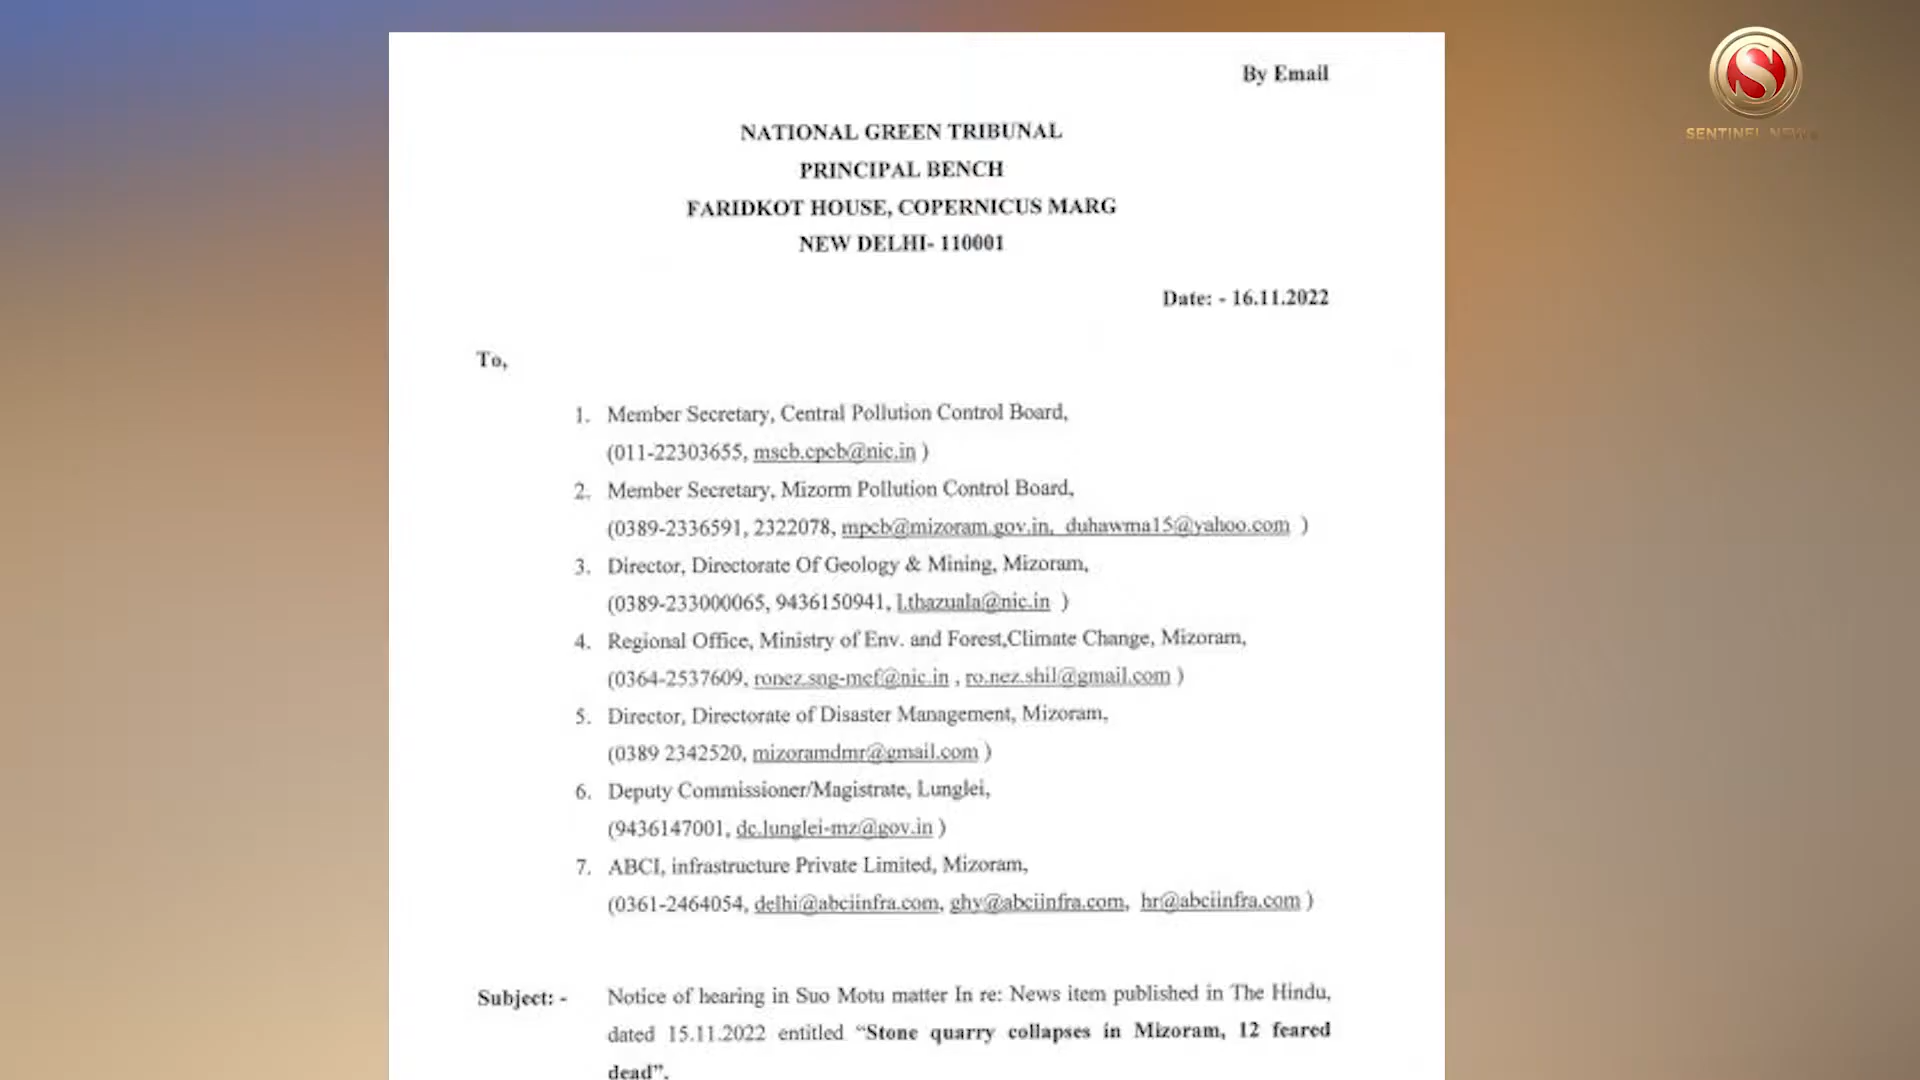 By Email
SENTINEL NEWS
NATIONAL GREEN TRIBUNAL
PRINCIPAL BENCH
FARIDKOT HOUSE, COPERNICUS MARG
NEW DELHI- 110001
Date: - 16.11.2022
To,
1. Member Secretary, Central Pollution Control Board,
(011-22303655, mscb.cpcb@nic.in )
2. Member Secretary, Mizorm Pollution Control Board,
(0389-2336591, 2322078, mpcb@mizoram.gov.in, duhawma15@yahoo.com )
3. Director, Directorate Of Geology & Mining, Mizoram,
(0389-233000065, 9436150941, l.thazuala@nic.in )
4. Regional Office, Ministry of Env. and Forest,Climate Change, Mizoram,
(0364-2537609, ronez.sng-mef@nic.in , ro.nez.shil@gmail.com )
5. Director, Directorate of Disaster Management, Mizoram,
(0389 2342520, mizoramdmr@gmail.com )
6. Deputy Commissioner/Magistrate, Lunglei,
(9436147001, dc.lunglei-mz@gov.in )
7. ABCI, infrastructure Private Limited, Mizoram,
(0361-2464054, delhi@abciinfra.com, ghy@abciinfra.com, hr@abciinfra.com )
Subject: - Notice of hearing in Suo Motu matter In re: News item published in The Hindu,
dated 15.11.2022 entitled “Stone quarry collapses in Mizoram, 12 feared
dead”.